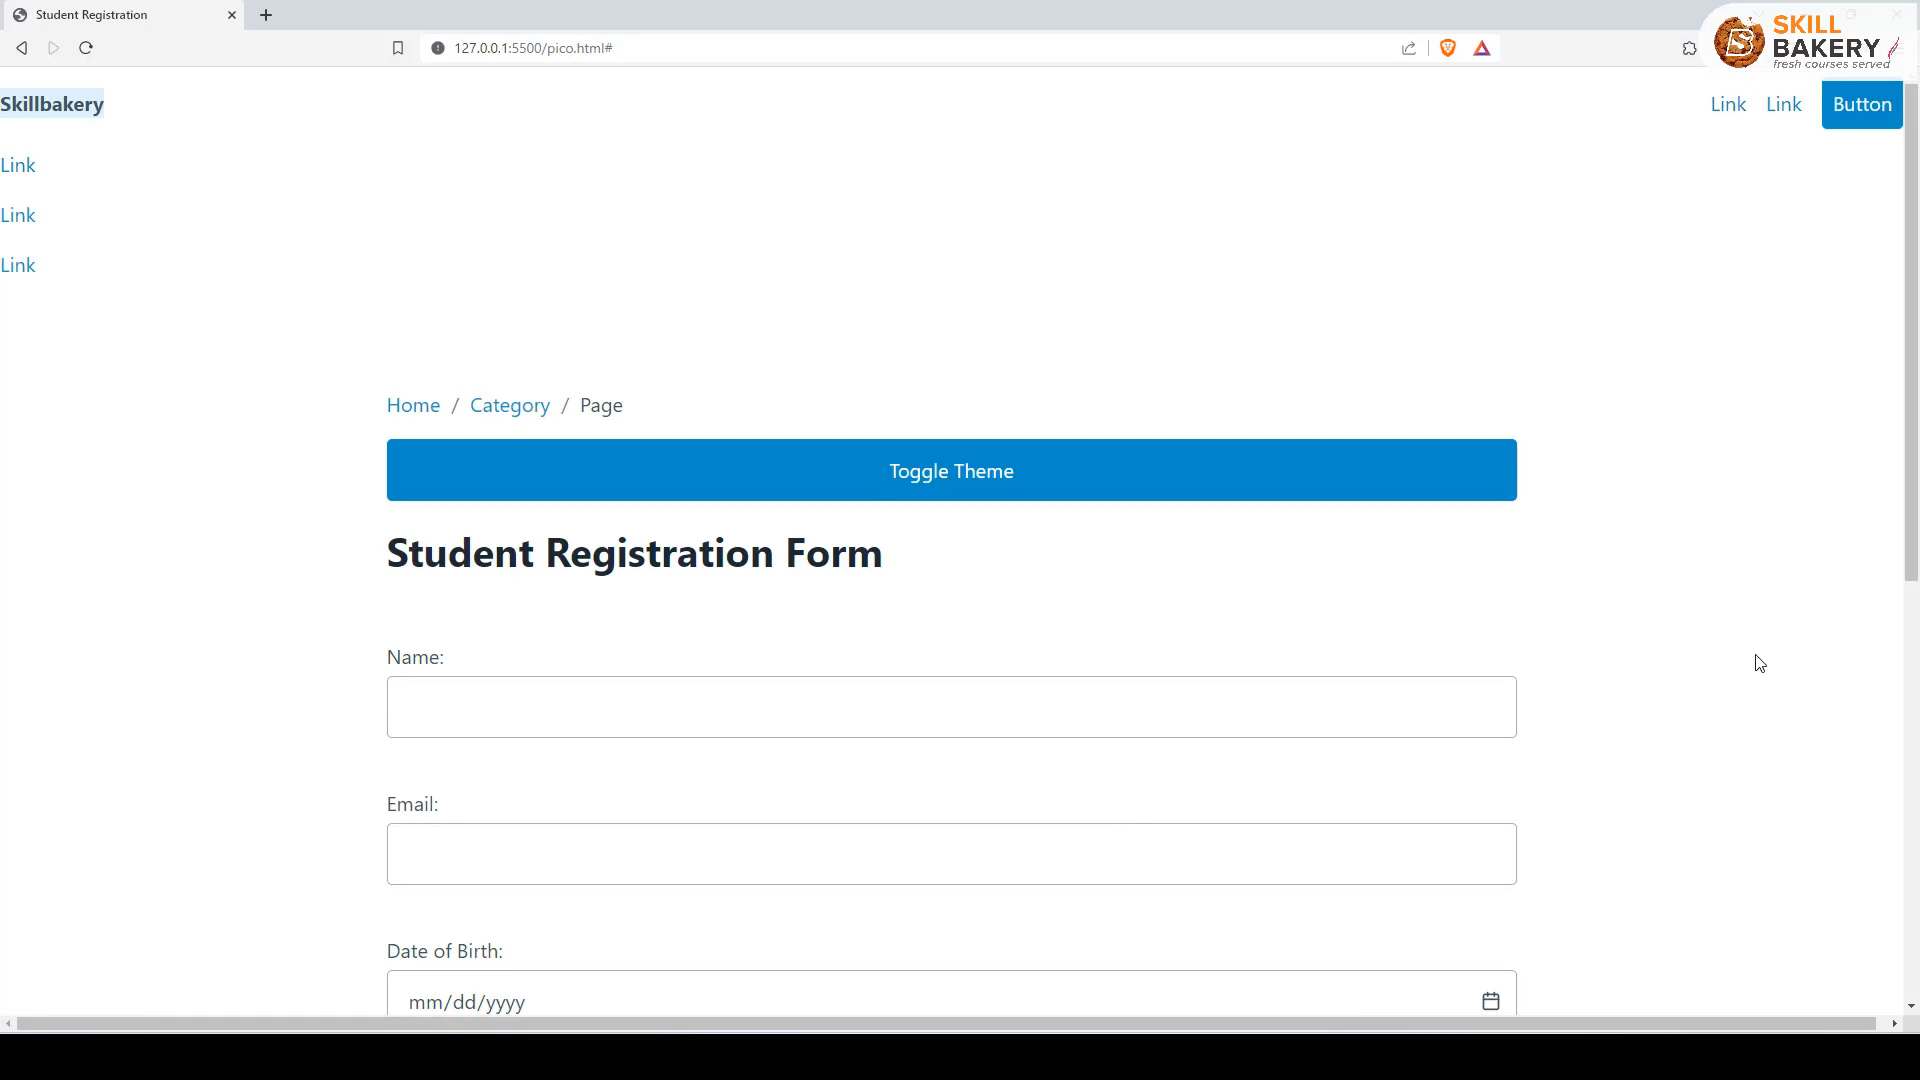 Student Registration
127.0.0.1:5500/pico.html#
SKILL
BAKERY
fresh courses served
Skillbakery
Link Link Button
Link
Link
Link
Home / Category / Page
Toggle Theme
Student Registration Form
Name:
Email:
Date of Birth:
mm/dd/yyyy